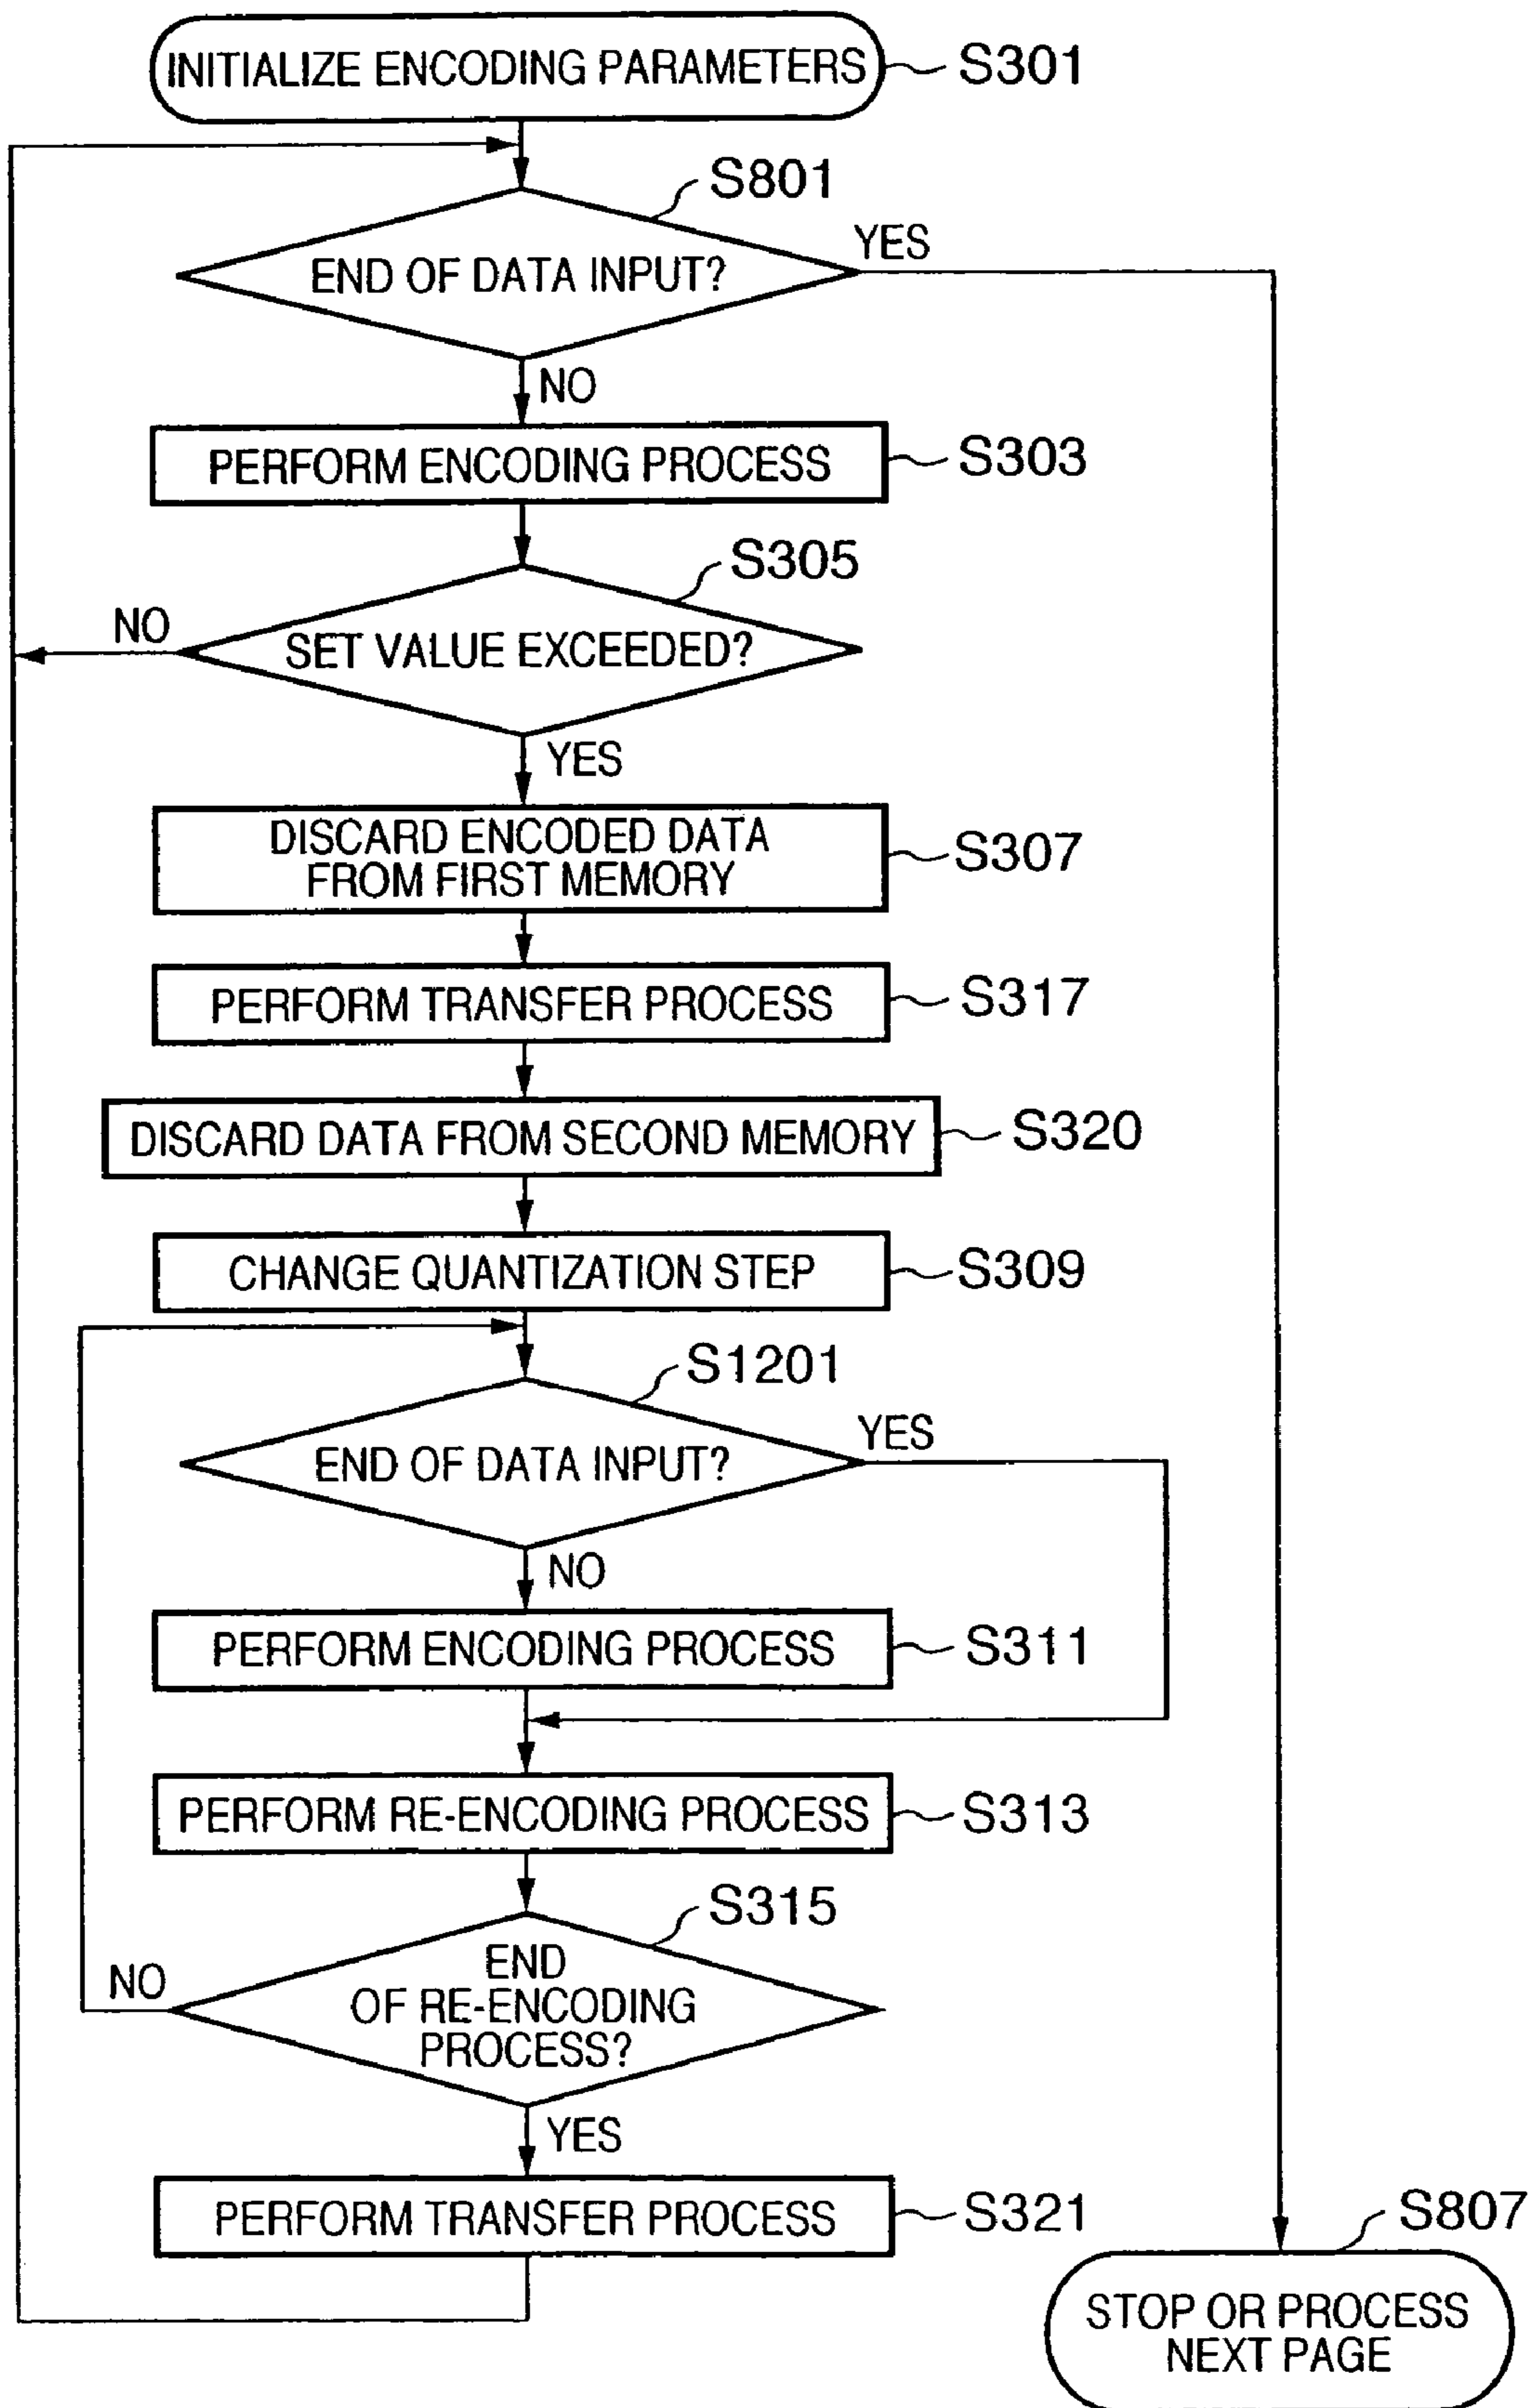 INITIALIZE ENCODING PARAMETERS
S301
S801
END OF DATA INPUT?
YES
NO
PERFORM ENCODING PROCESS
S303
S305
NO
SET VALUE EXCEEDED?
YES
DISCARD ENCODED DATA
FROM FIRST MEMORY
S307
PERFORM TRANSFER PROCESS
S317
DISCARD DATA FROM SECOND MEMORY
S320
CHANGE QUANTIZATION STEP
S309
S1201
END OF DATA INPUT?
YES
NO
PERFORM ENCODING PROCESS
S311
PERFORM RE-ENCODING PROCESS
S313
S315
NO
END
OF RE-ENCODING
PROCESS?
YES
PERFORM TRANSFER PROCESS
S321
S807
STOP OR PROCESS
NEXT PAGE